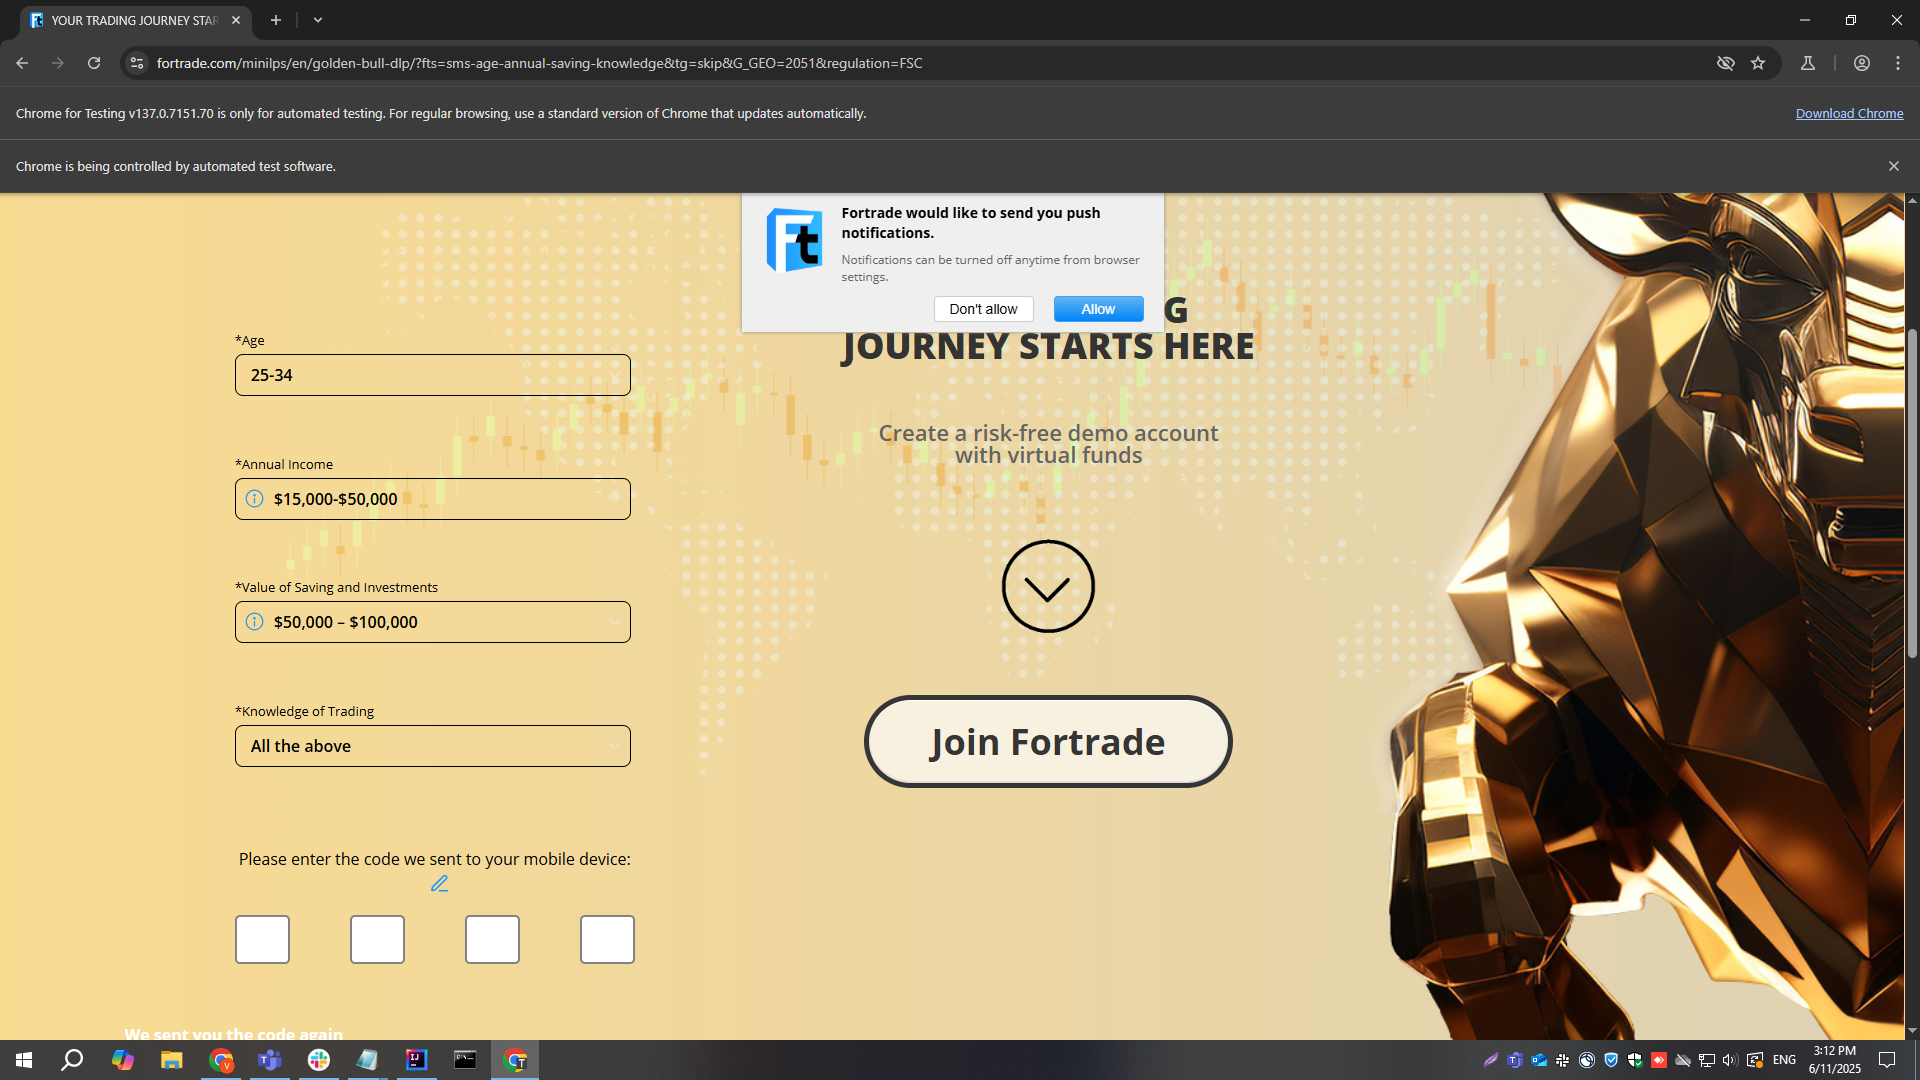 YOUR TRADING JOURNEY STAR
fortrade.com/minilps/en/golden-bull-dlp/?fts=sms-age-annual-saving-knowledge&tg=skip&G_GEO=2051&regulation=FSC
Chrome for Testing v137.0.7151.70 is only for automated testing. For regular browsing, use a standard version of Chrome that updates automatically.
Download Chrome
Chrome is being controlled by automated test software.
Ft
Fortrade would like to send you push
notifications.
Notifications can be turned off anytime from browser
settings.
Don't allow
Allow
G
JOURNEY STARTS HERE
Create a risk-free demo account
with virtual funds
Join Fortrade
*Age
25-34
*Annual Income
$15,000-$50,000
*Value of Saving and Investments
$50,000 – $100,000
*Knowledge of Trading
All the above
Please enter the code we sent to your mobile device:
We sent you the code again
ENG
3:12 PM
6/11/2025